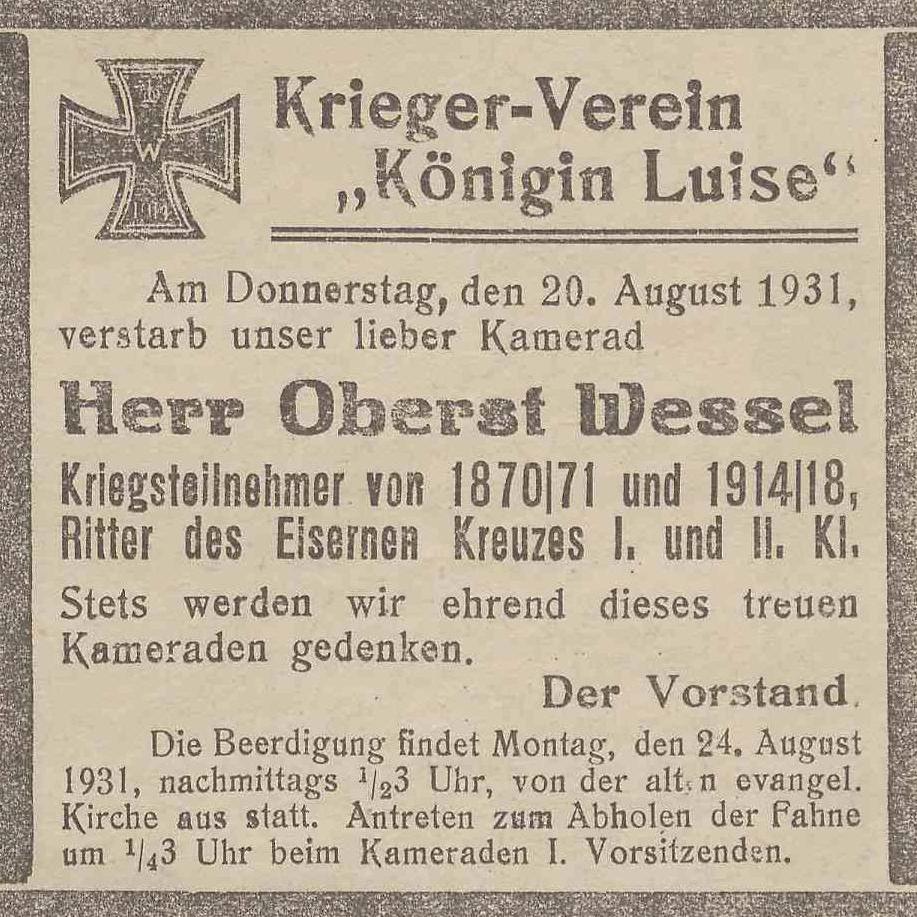 W
1914
Krieger-Verein
„Königin Luise“
Am Donnerstag, den 20. August 1931,
verstarb unser lieber Kamerad
Herr Oberst Wessel
Kriegsteilnehmer von 1870|71 und 1914|18,
Ritter des Eisernen Kreuzes I. und II. Kl.
Stets werden wir ehrend dieses treuen
Kameraden gedenken.
Der Vorstand.
Die Beerdigung findet Montag, den 24. August
1931, nachmittags ½3 Uhr, von der alten evangel.
Kirche aus statt. Antreten zum Abholen der Fahne
um ¼3 Uhr beim Kameraden I. Vorsitzenden.